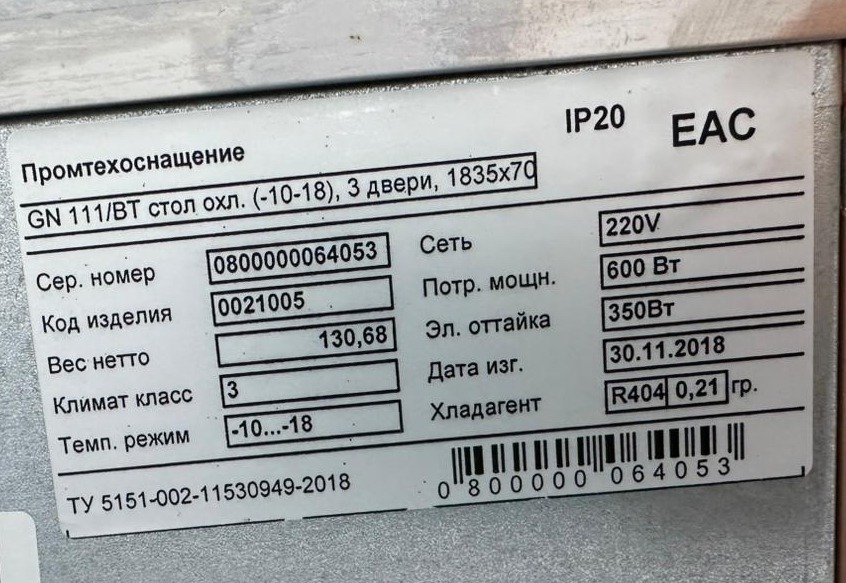 IP20 EAC
Промтехоснащение
GN 111/BT стол охл. (-10-18), 3 двери, 1835x70
Сер. номер 0800000064053 Сеть 220V
Код изделия 0021005 Потр. мощн. 600 Вт
Вес нетто 130,68 Эл. оттайка 350Вт
Климат класс 3 Дата изг. 30.11.2018
Темп. режим -10...-18 Хладагент R404 0,21 гр.
ТУ 5151-002-11530949-2018
0 800000 064053